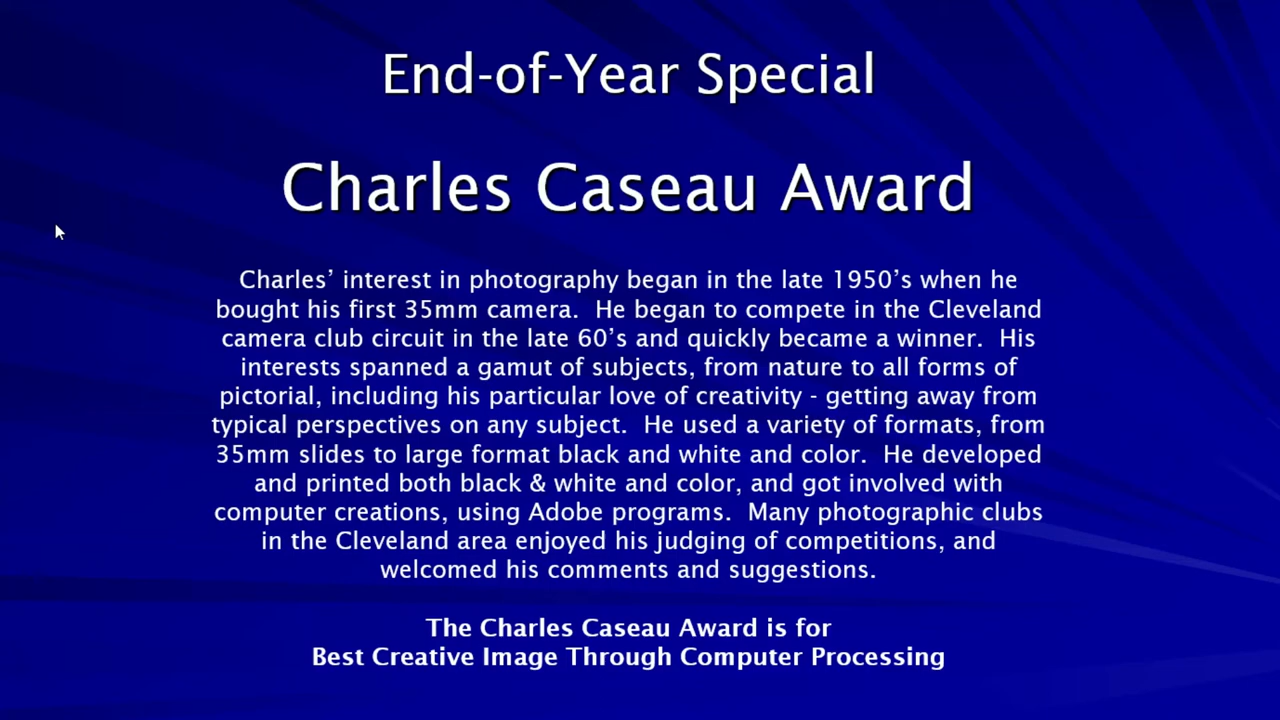 End-of-Year Special
Charles Caseau Award
Charles’ interest in photography began in the late 1950’s when he
bought his first 35mm camera.  He began to compete in the Cleveland
camera club circuit in the late 60’s and quickly became a winner.  His
interests spanned a gamut of subjects, from nature to all forms of
pictorial, including his particular love of creativity - getting away from
typical perspectives on any subject.  He used a variety of formats, from
35mm slides to large format black and white and color.  He developed
and printed both black & white and color, and got involved with
computer creations, using Adobe programs.  Many photographic clubs
in the Cleveland area enjoyed his judging of competitions, and
welcomed his comments and suggestions.
The Charles Caseau Award is for
Best Creative Image Through Computer Processing